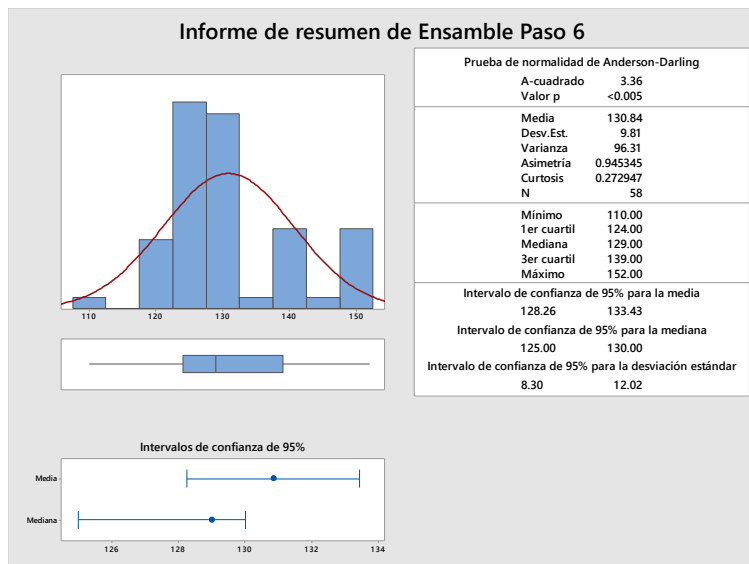 Informe de resumen de Ensamble Paso 6
110 120 130 140 150
Intervalos de confianza de 95%
Media
Mediana
126 128 130 132 134
Prueba de normalidad de Anderson-Darling
A-cuadrado 3.36
Valor p <0.005
Media 130.84
Desv.Est. 9.81
Varianza 96.31
Asimetría 0.945345
Curtosis 0.272947
N 58
Mínimo 110.00
1er cuartil 124.00
Mediana 129.00
3er cuartil 139.00
Máximo 152.00
Intervalo de confianza de 95% para la media
128.26 133.43
Intervalo de confianza de 95% para la mediana
125.00 130.00
Intervalo de confianza de 95% para la desviación estándar
8.30 12.02